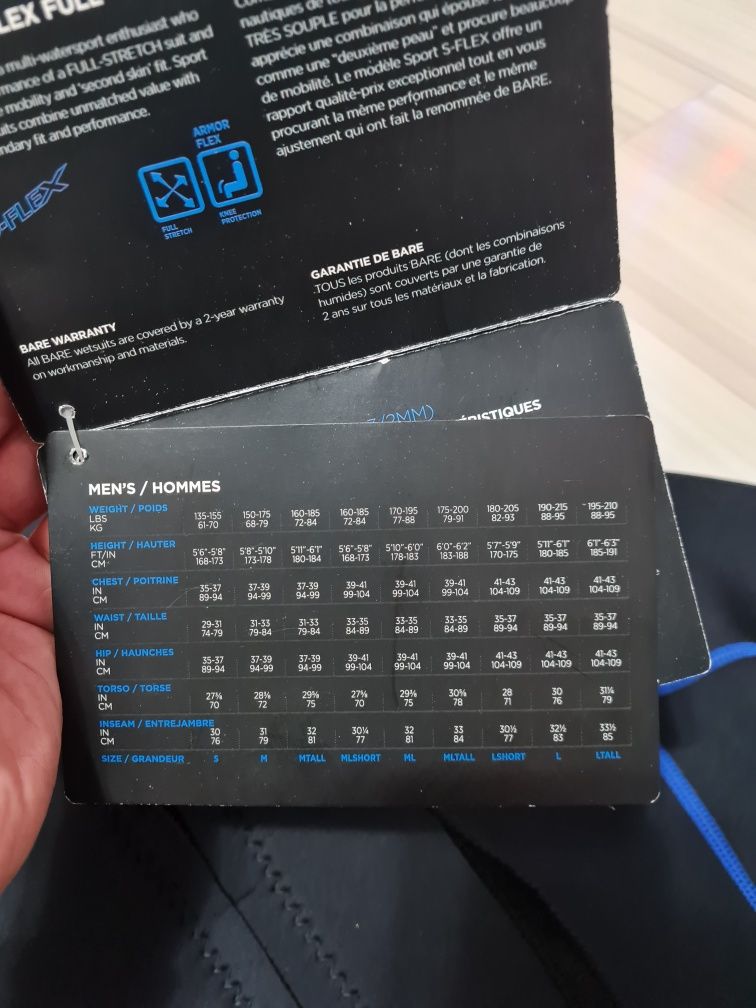 LEX FULL
multi-watersport enthusiast who
mance of a FULL-STRETCH suit and
mobility and 'second skin' fit. Sport
uits combine unmatched value with
ndary fit and performance.
nautiques de
TRÈS SOUPLE pour la
apprécie une combinaison qui épouse
comme une "deuxième peau" et procure beaucoup
de mobilité. Le modèle Sport S-FLEX offre un
rapport qualité-prix exceptionnel tout en vous
procurant la même performance et le même
ajustement qui ont fait la renommée de BARE.
-FLEX
ARMOR
FLEX
FULL
STRETCH
KNEE
PROTECTION
BARE WARRANTY
All BARE wetsuits are covered by a 2-year warranty
on workmanship and materials.
GARANTIE DE BARE
TOUS les produits BARE (dont les combinaisons
humides) sont couverts par une garantie de
2 ans sur tous les matériaux et la fabrication.
/2MM)
RISTIQUES
MEN'S / HOMMES
WEIGHT / POIDS
LBS 135-155 150-175 160-185 160-185 170-195 175-200 180-205 190-215 195-210
KG 61-70 68-79 72-84 72-84 77-88 79-91 82-93 88-95 88-95
HEIGHT / HAUTER
FT/IN 5'6"-5'8" 5'8"-5'10" 5'11"-6'1" 5'6"-5'8" 5'10"-6'0" 6'0"-6'2" 5'7"-5'9" 5'11"-6'1" 6'1"-6'3"
CM 168-173 173-178 180-184 168-173 178-183 183-188 170-175 180-185 185-191
CHEST / POITRINE
IN 35-37 37-39 37-39 39-41 39-41 39-41 41-43 41-43 41-43
CM 89-94 94-99 94-99 99-104 99-104 99-104 104-109 104-109 104-109
WAIST / TAILLE
IN 29-31 31-33 31-33 33-35 33-35 33-35 35-37 35-37 35-37
CM 74-79 79-84 79-84 84-89 84-89 84-89 89-94 89-94 89-94
HIP / HAUNCHES
IN 35-37 37-39 37-39 39-41 39-41 39-41 41-43 41-43 41-43
CM 89-94 94-99 94-99 99-104 99-104 99-104 104-109 104-109 104-109
TORSO / TORSE
IN 28 30 31¼
CM 70 72 75 70 75 78 71 76 79
INSEAM / ENTREJAMBRE
IN 30 31 32 30¼ 32 33 30½ 32½ 33½
CM 76 79 81 77 81 84 77 83 85
SIZE / GRANDEUR S M MTALL MLSHORT ML MLTALL LSHORT L LTALL